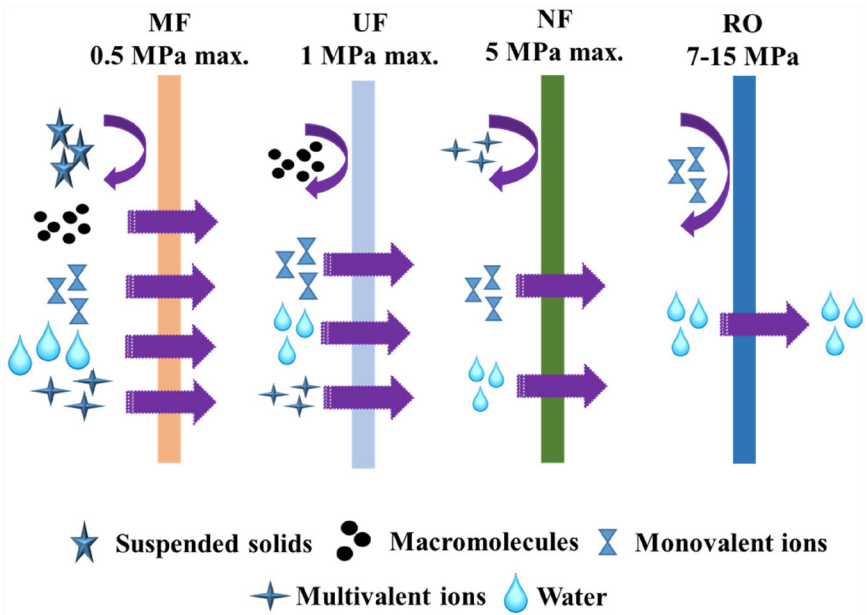 MF
0.5 MPa max.
UF
1 MPa max.
NF
5 MPa max.
RO
7-15 MPa
Suspended solids
Macromolecules
Monovalent ions
Multivalent ions
Water